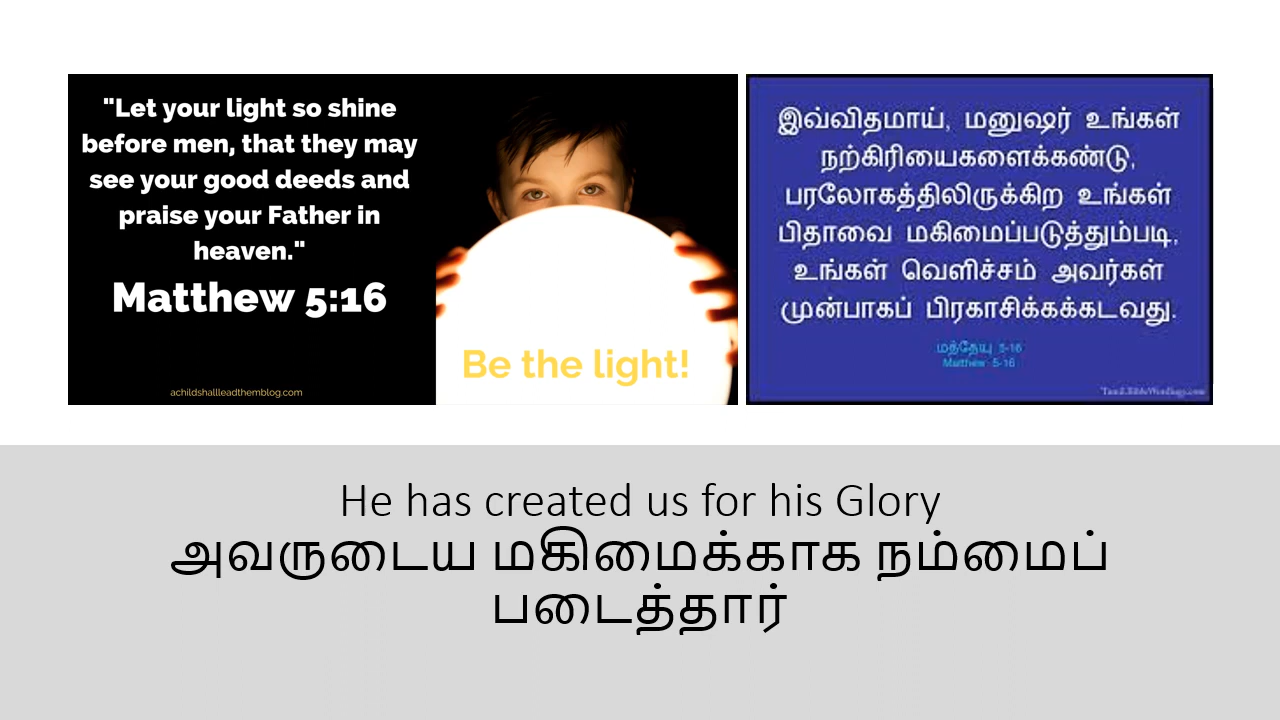 "Let your light so shine
before men, that they may
see your good deeds and
praise your Father in
heaven."
Matthew 5:16
achildshallleadthemblog.com
Be the light!
இவ்விதமாய், மனுஷர் உங்கள்
நற்கிரியைகளைக்கண்டு,
பரலோகத்திலிருக்கிற உங்கள்
பிதாவை மகிமைப்படுத்தும்படி,
உங்கள் வெளிச்சம் அவர்கள்
முன்பாகப் பிரகாசிக்கக்கடவது.
மத்தேயு 5-16
Matthew 5-16
He has created us for his Glory
அவருடைய மகிமைக்காக நம்மைப்
படைத்தார்